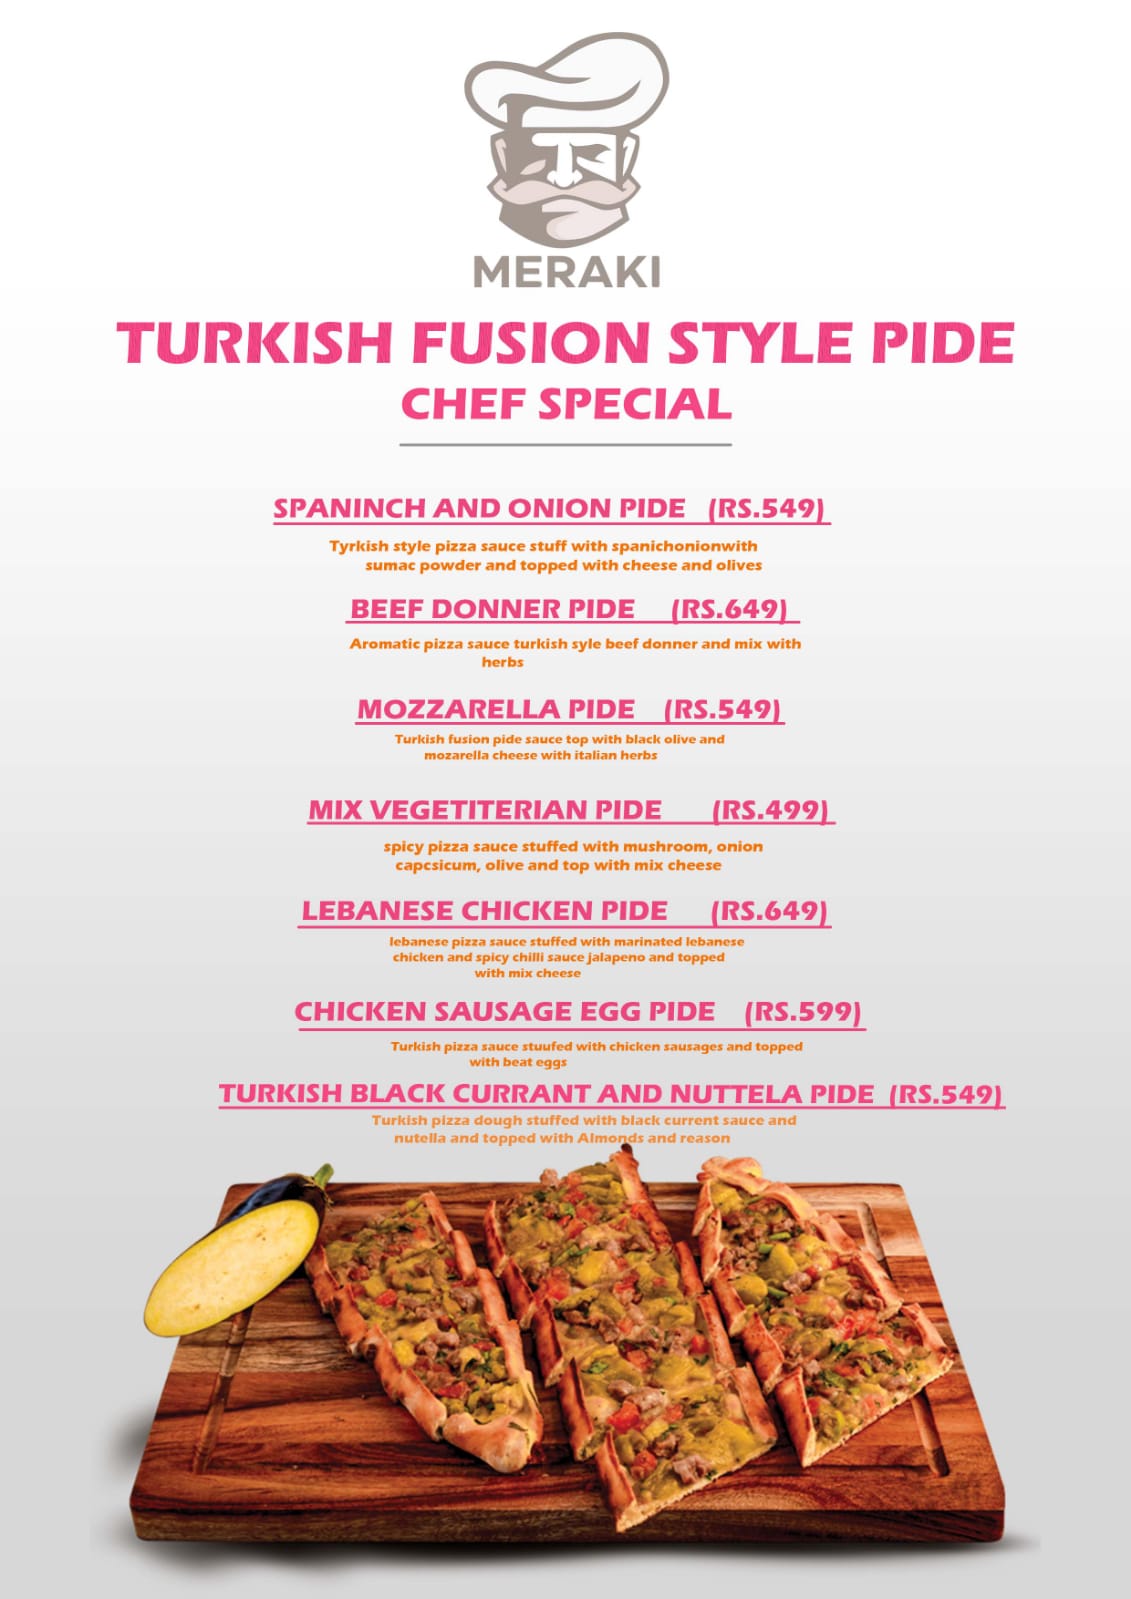 MERAKI
TURKISH FUSION STYLE PIDE
CHEF SPECIAL
SPANINCH AND ONION PIDE (RS.549)
Tyrkish style pizza sauce stuff with spanichonionwith
sumac powder and topped with cheese and olives
BEEF DONNER PIDE (RS.649)
Aromatic pizza sauce turkish syle beef donner and mix with
herbs
MOZZARELLA PIDE (RS.549)
Turkish fusion pide sauce top with black olive and
mozarella cheese with italian herbs
MIX VEGETITERIAN PIDE (RS.499)
spicy pizza sauce stuffed with mushroom, onion
capcsicum, olive and top with mix cheese
LEBANESE CHICKEN PIDE (RS.649)
lebanese pizza sauce stuffed with marinated lebanese
chicken and spicy chilli sauce jalapeno and topped
with mix cheese
CHICKEN SAUSAGE EGG PIDE (RS.599)
Turkish pizza sauce stuufed with chicken sausages and topped
with beat eggs
TURKISH BLACK CURRANT AND NUTTELA PIDE (RS.549)
Turkish pizza dough stuffed with black current sauce and
nutella and topped with Almonds and reason